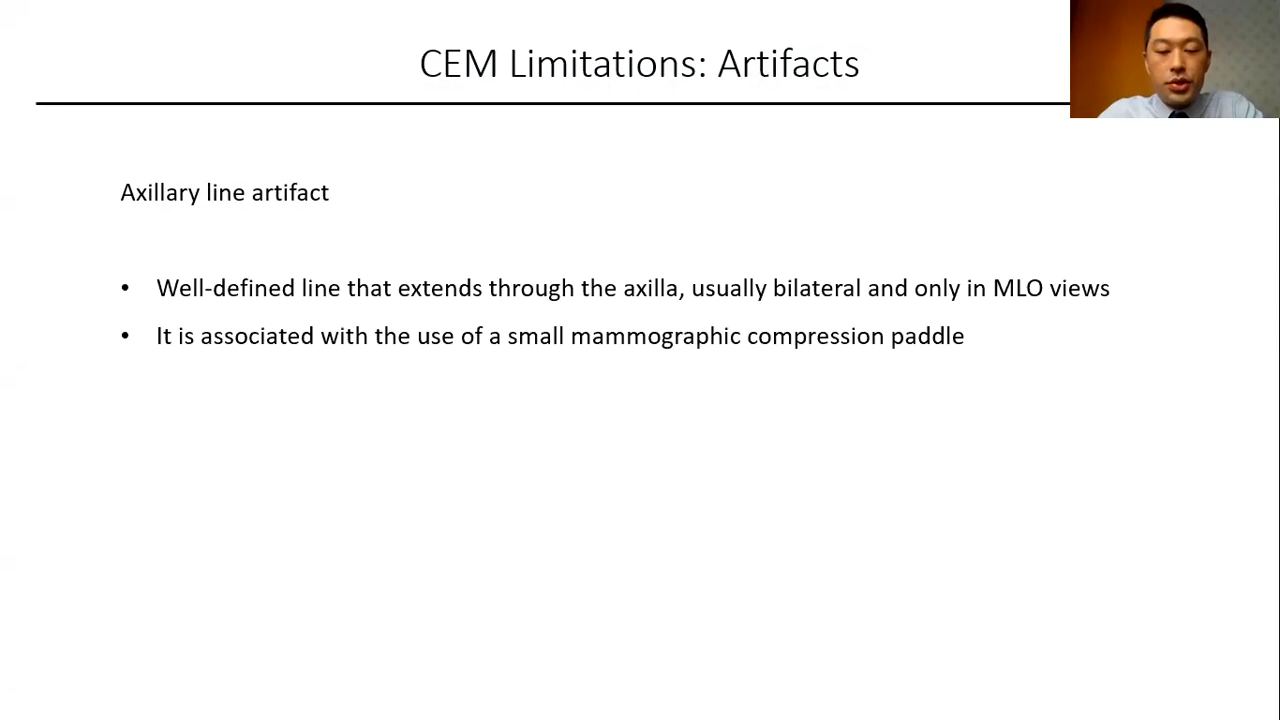 CEM Limitations: Artifacts
Axillary line artifact
• Well-defined line that extends through the axilla, usually bilateral and only in MLO views
• It is associated with the use of a small mammographic compression paddle